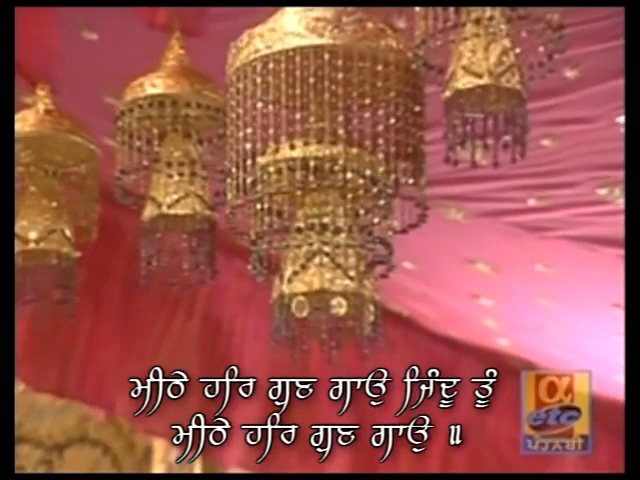 ਮੀਠੇ ਹਰਿ ਗੁਣ ਗਾਉ ਜਿੰਦੂ ਤੂੰ
ਮੀਠੇ ਹਰਿ ਗੁਣ ਗਾਉ ॥
α
etc
ਪੰਜਾਬੀ